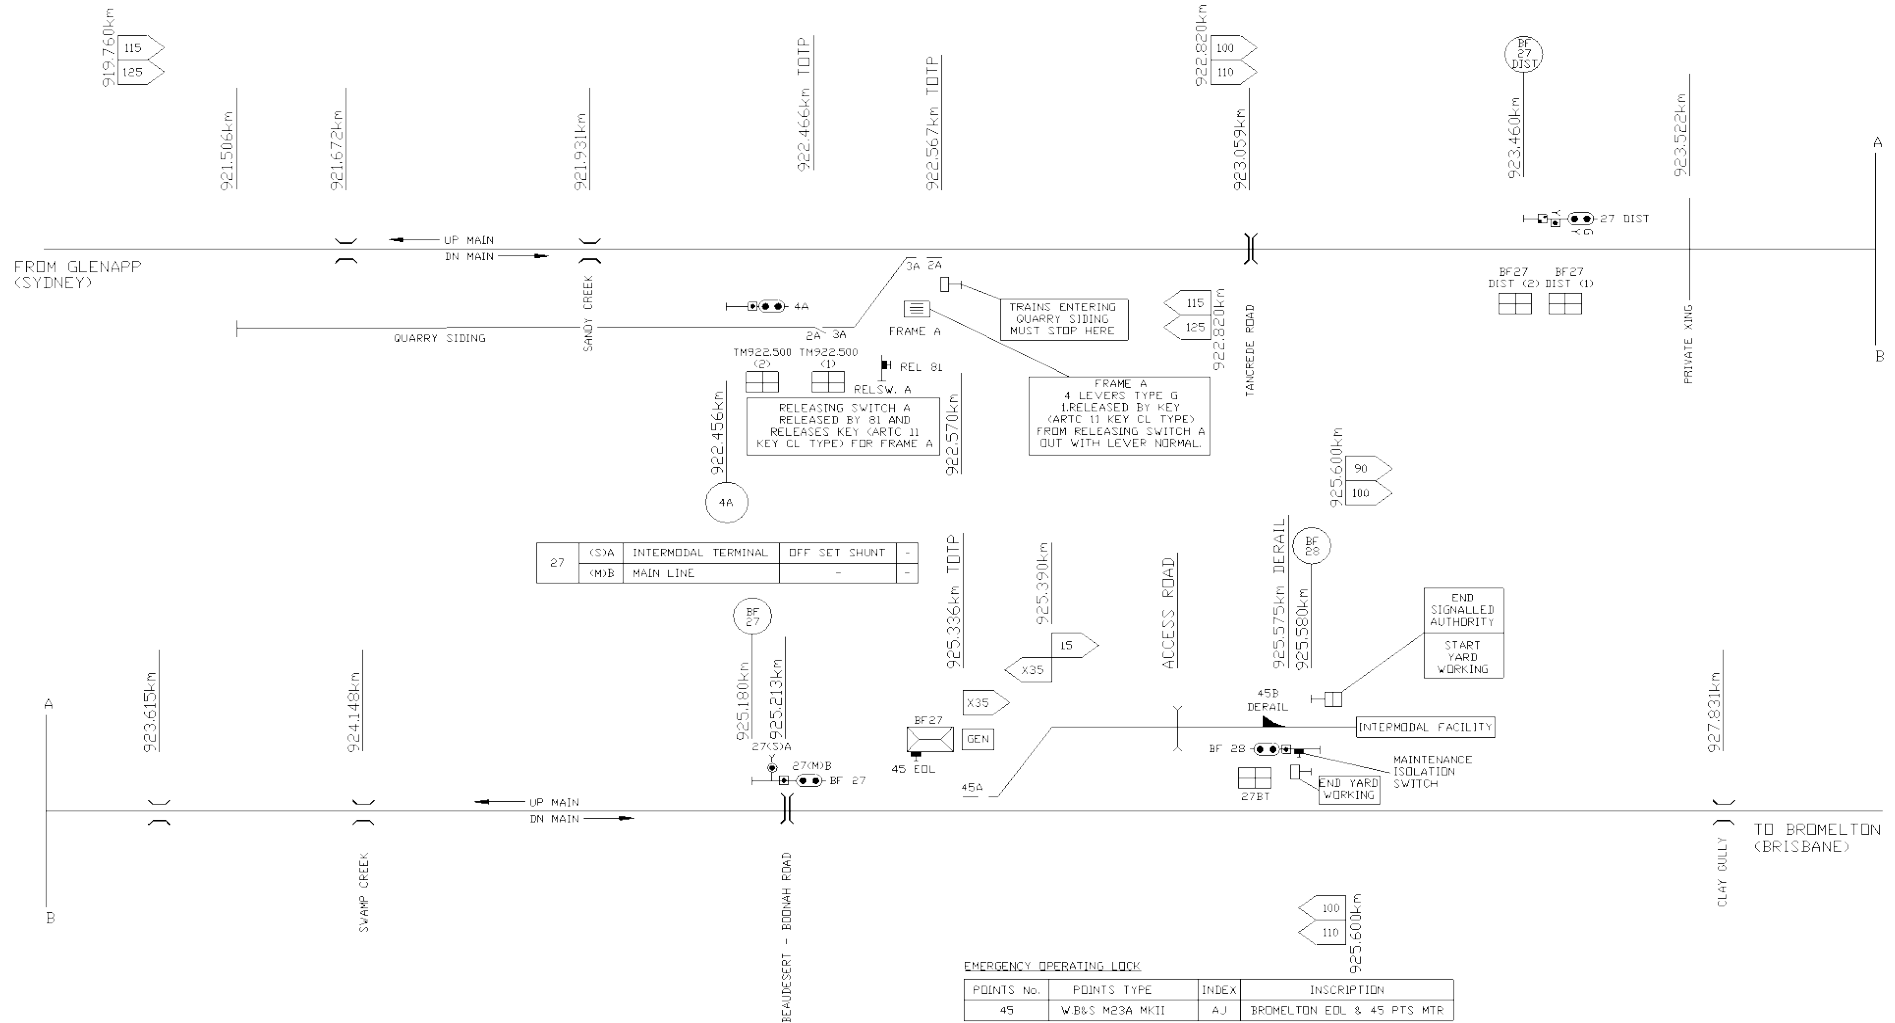 919.760km
115
125
921.506km
921.672km
921.931km
922.466km TOTP
922.567km TOTP
922.820km
100
110
923.059km
BF
27
DIST
923.460km
923.522km
A
27 DIST
Y
G
Y
UP MAIN
DN MAIN
FROM GLENAPP
(SYDNEY)
SANDY CREEK
QUARRY SIDING
4A
3A 2A
2A 3A
FRAME A
TRAINS ENTERING
QUARRY SIDING
MUST STOP HERE
115
125
922.820km
TANCREDE ROAD
BF27
DIST (2)
BF27
DIST (1)
PRIVATE XING
B
TM922.500
(2)
TM922.500
(1)
REL 81
RELSW. A
RELEASING SWITCH A
RELEASED BY 81 AND
RELEASES KEY (ARTC 11
KEY CL TYPE) FOR FRAME A
922.456km
4A
922.570km
FRAME A
4 LEVERS TYPE G
1.RELEASED BY KEY
(ARTC 11 KEY CL TYPE)
FROM RELEASING SWITCH A
OUT WITH LEVER NORMAL.
925.600km
90
100
27
(S)A INTERMODAL TERMINAL OFF SET SHUNT -
(M)B MAIN LINE - -
BF
27
925.180km
925.213km
925.336km TOTP
925.390km
15
X35
X35
ACCESS ROAD
925.575km DERAIL
925.580km
BF
28
END
SIGNALLED
AUTHORITY
START
YARD
WORKING
A
923.615km
924.148km
27(S)A
Y
27(M)B
BF 27
BF27
GEN
45 EOL
45A
45B
DERAIL
INTERMODAL FACILITY
BF 28
MAINTENANCE
ISOLATION
SWITCH
27BT
END YARD
WORKING
927.831km
UP MAIN
DN MAIN
TO BROMELTON
(BRISBANE)
B
SWAMP CREEK
BEAUDESERT - BOONAH ROAD
CLAY GULLY
100
110
925.600km
EMERGENCY OPERATING LOCK
POINTS No. POINTS TYPE INDEX INSCRIPTION
45 W.B&S M23A MKII AJ BROMELTON EOL & 45 PTS MTR